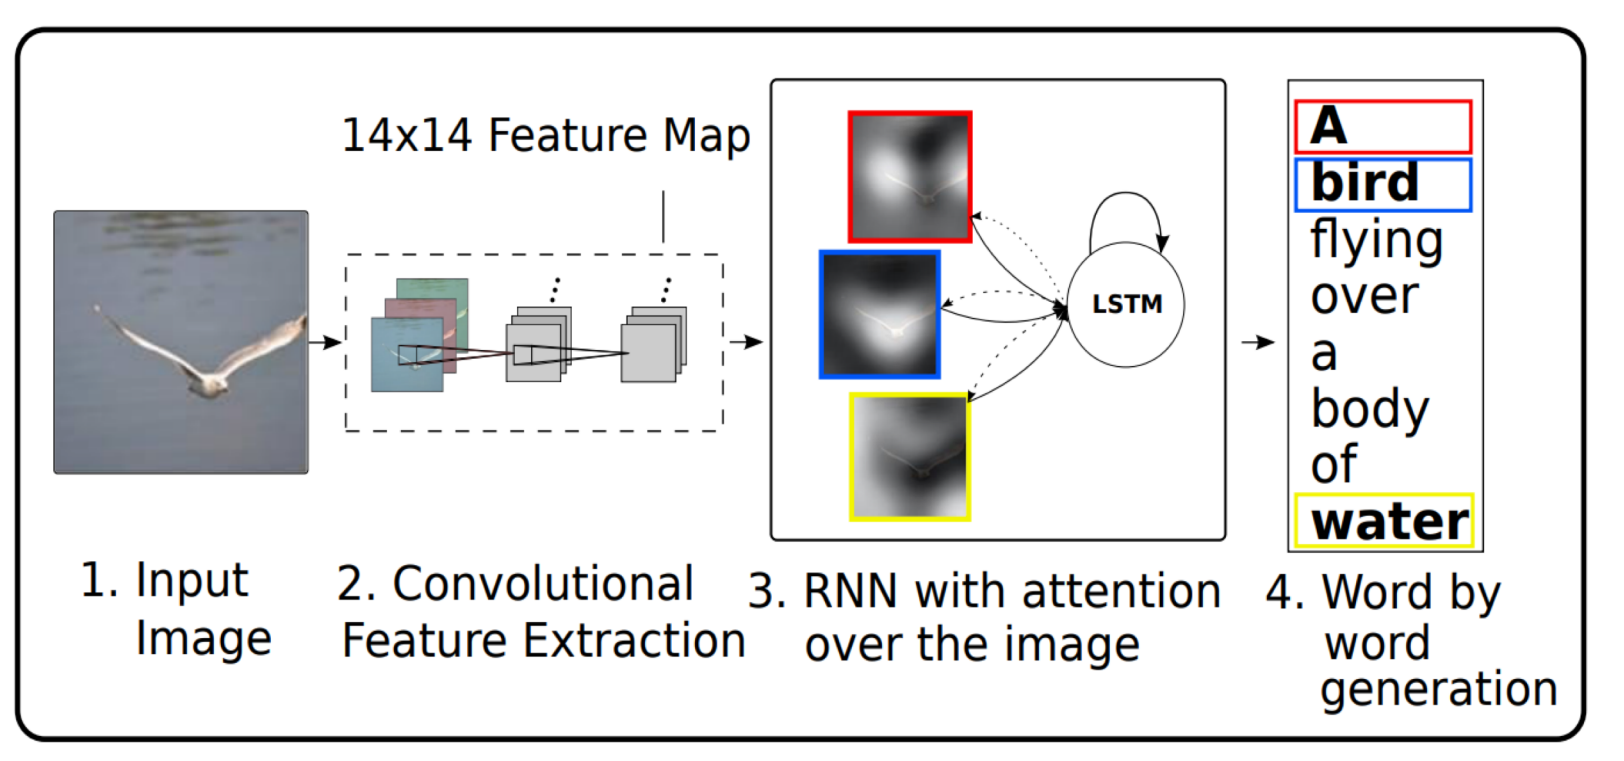 14x14 Feature Map
LSTM
A
bird
flying
over
a
body
of
water
1. Input
Image
2. Convolutional
Feature Extraction
3. RNN with attention
over the image
4. Word by
word
generation